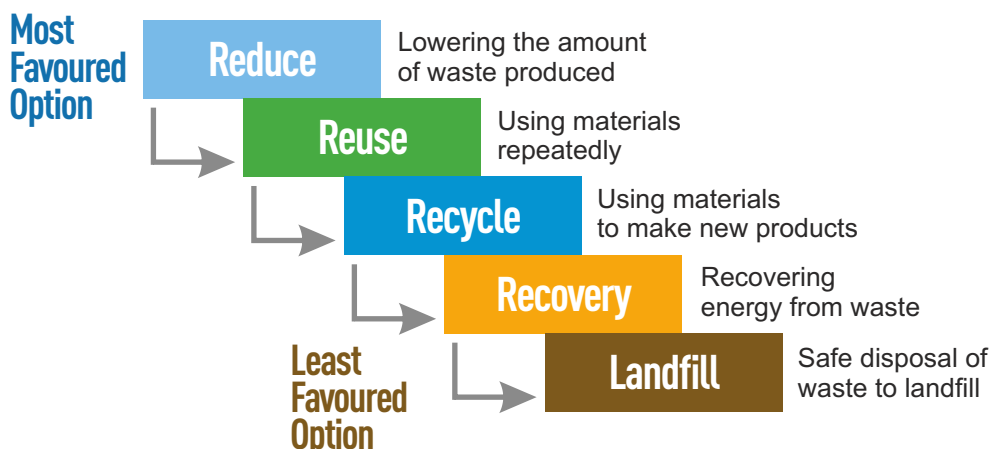 Most
Favoured
Option
Reduce
Lowering the amount
of waste produced
Reuse
Using materials
repeatedly
Recycle
Using materials
to make new products
Recovery
Recovering
energy from waste
Least
Favoured
Option
Landfill
Safe disposal of
waste to landfill